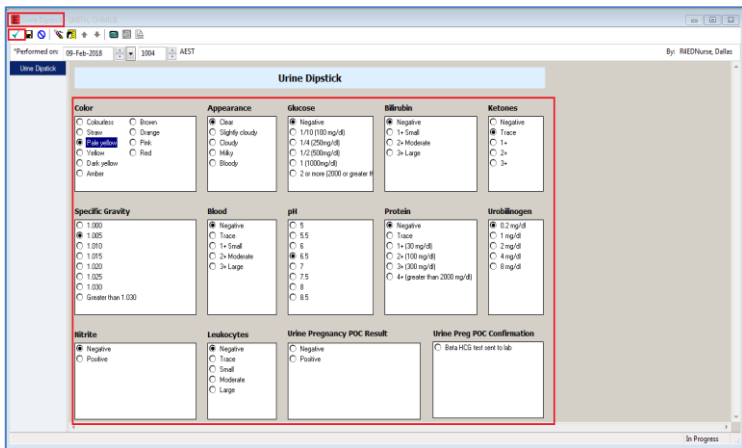 Urine Dipstick - SMITH, CHARLIE
*Performed on: 09-Feb-2018 1004 AEST By: R4EDNurse, Dallas
Urine Dipstick
Urine Dipstick
Color
Colourless
Straw
Pale yellow
Yellow
Dark yellow
Amber
Brown
Orange
Pink
Red
Appearance
Clear
Slightly cloudy
Cloudy
Milky
Bloody
Glucose
Negative
1/10 (100 mg/dl)
1/4 (250mg/dl)
1/2 (500mg/dl)
1 (1000mg/dl)
2 or more (2000 or greater th
Bilirubin
Negative
1+ Small
2+ Moderate
3+ Large
Ketones
Negative
Trace
1+
2+
3+
Specific Gravity
1.000
1.005
1.010
1.015
1.020
1.025
1.030
Greater than 1.030
Blood
Negative
Trace
1+ Small
2+ Moderate
3+ Large
pH
5
5.5
6
6.5
7
7.5
8
8.5
Protein
Negative
Trace
1+ (30 mg/dl)
2+ (100 mg/dl)
3+ (300 mg/dl)
4+ (greater than 2000 mg/dl)
Urobilinogen
0.2 mg/dl
1 mg/dl
2 mg/dl
4 mg/dl
8 mg/dl
Nitrite
Negative
Positive
Leukocytes
Negative
Trace
Small
Moderate
Large
Urine Pregnancy POC Result
Negative
Positive
Urine Preg POC Confirmation
Beta HCG test sent to lab
In Progress